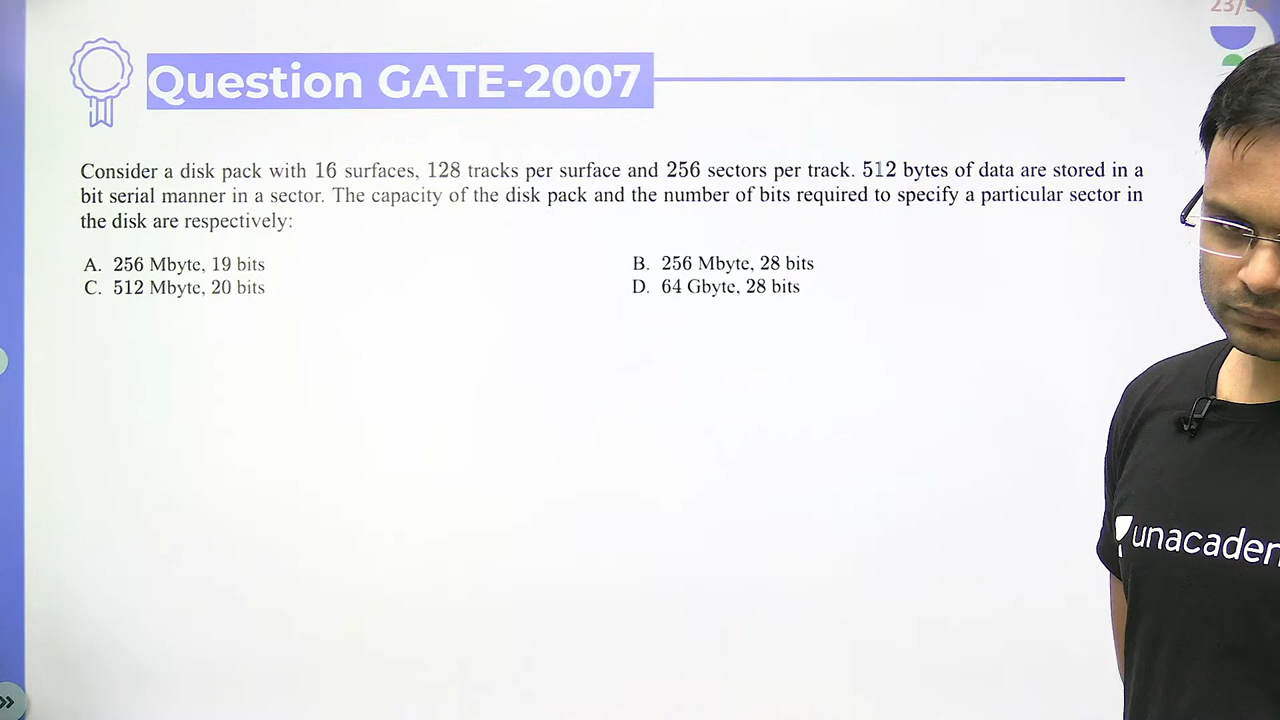 23/
Question GATE-2007
Consider a disk pack with 16 surfaces, 128 tracks per surface and 256 sectors per track. 512 bytes of data are stored in a
bit serial manner in a sector. The capacity of the disk pack and the number of bits required to specify a particular sector in
the disk are respectively:
A. 256 Mbyte, 19 bits
B. 256 Mbyte, 28 bits
C. 512 Mbyte, 20 bits
D. 64 Gbyte, 28 bits
unacadem